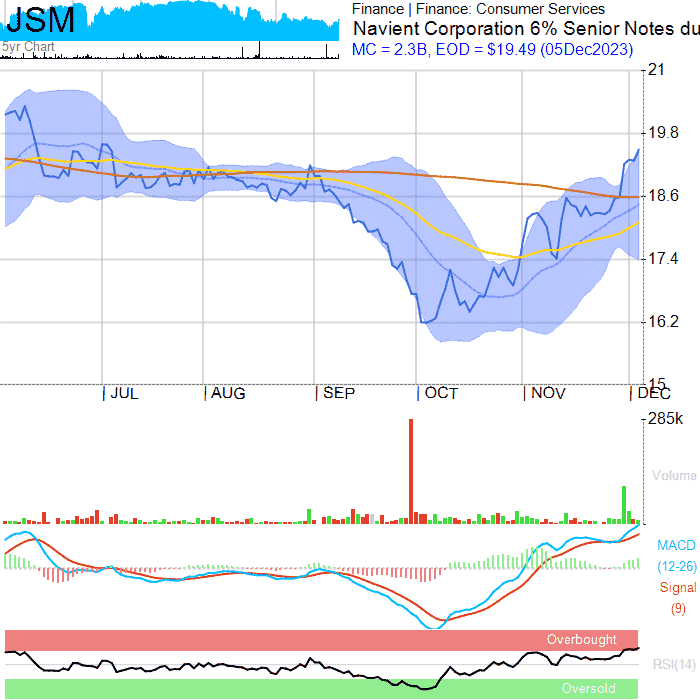 JSM
5yr Chart
Finance | Finance: Consumer Services
Navient Corporation 6% Senior Notes du
MC = 2.3B, EOD = $19.49 (05Dec2023)
21
19.8
18.6
17.4
16.2
15
JUL AUG SEP OCT NOV DEC
285k
Volume
MACD
(12-26)
Signal
(9)
Overbought
RSI(14)
Oversold